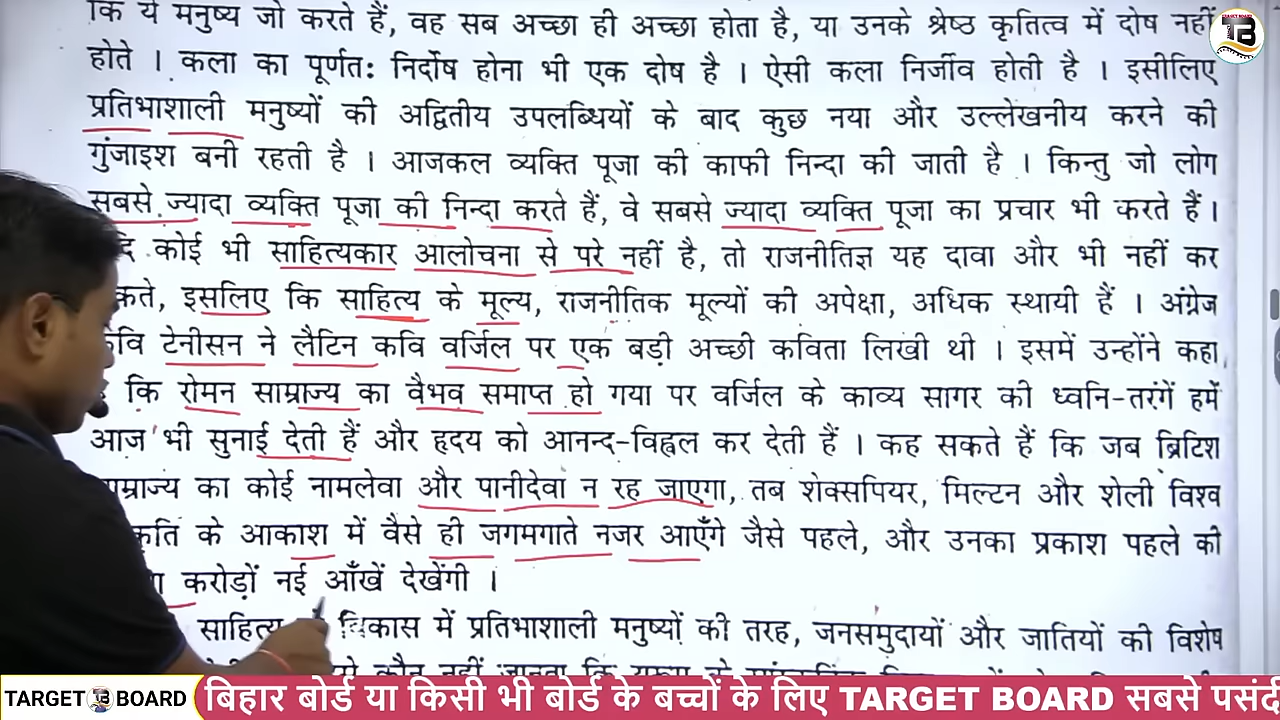 कि ये मनुष्य जो करते हैं, वह सब अच्छा ही अच्छा होता है, या उनके श्रेष्ठ कृतित्व में दोष नहीं
होते । कला का पूर्णत: निर्दोष होना भी एक दोष है । ऐसी कला निर्जीव होती है । इसीलिए
प्रतिभाशाली मनुष्यों की अद्वितीय उपलब्धियों के बाद कुछ नया और उल्लेखनीय करने की
गुंजाइश बनी रहती है । आजकल व्यक्ति पूजा की काफी निन्दा की जाती है । किन्तु जो लोग
सबसे ज्यादा व्यक्ति पूजा की निन्दा करते हैं, वे सबसे ज्यादा व्यक्ति पूजा का प्रचार भी करते हैं।
कोई भी साहित्यकार आलोचना से परे नहीं है, तो राजनीतिज्ञ यह दावा और भी नहीं कर
इसलिए कि साहित्य के मूल्य, राजनीतिक मूल्यों की अपेक्षा, अधिक स्थायी हैं । अंग्रेज
टेनीसन ने लैटिन कवि वर्जिल पर एक बड़ी अच्छी कविता लिखी थी । इसमें उन्होंने कहा
कि रोमन साम्राज्य का वैभव समाप्त हो गया पर वर्जिल के काव्य सागर की ध्वनि-तरंगें हमें
आज भी सुनाई देती हैं और हृदय को आनन्द-विह्वल कर देती हैं । कह सकते हैं कि जब ब्रिटिश
का कोई नामलेवा और पानीदेवा न रह जाएगा, तब शेक्सपियर, मिल्टन और शेली विश्व
के आकाश में वैसे ही जगमगाते नजर आएँगे जैसे पहले, और उनका प्रकाश पहले की
करोड़ों नई आँखें देखेंगी ।
साहित्य विकास में प्रतिभाशाली मनुष्यों की तरह, जनसमुदायों और जातियों की विशेष
कौन नहीं जानता कि
TARGET BOARD बिहार बोर्ड या किसी भी बोर्ड के बच्चों के लिए TARGET BOARD सबसे